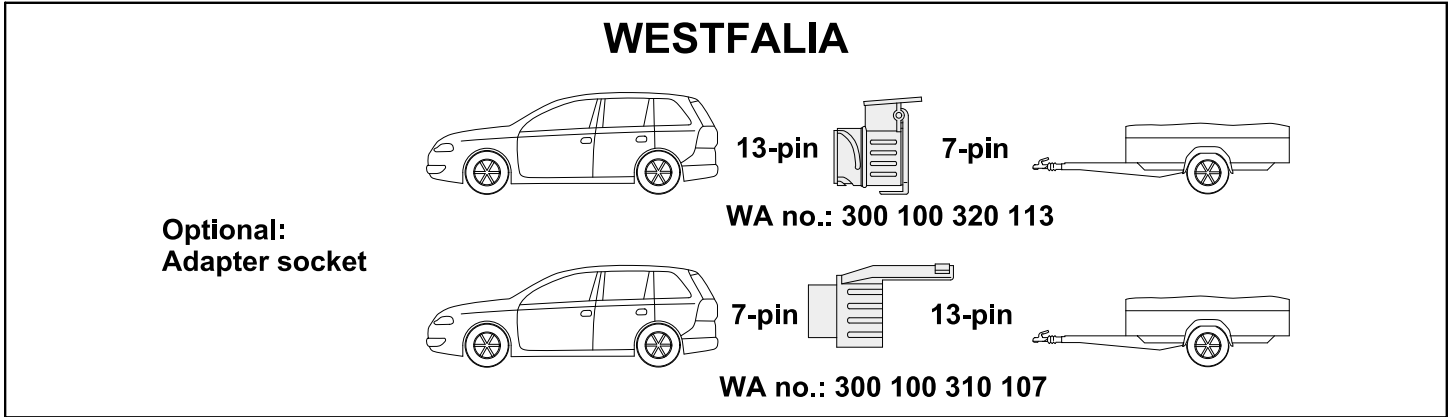 WESTFALIA
13-pin
7-pin
WA no.: 300 100 320 113
Optional:
Adapter socket
7-pin
13-pin
WA no.: 300 100 310 107